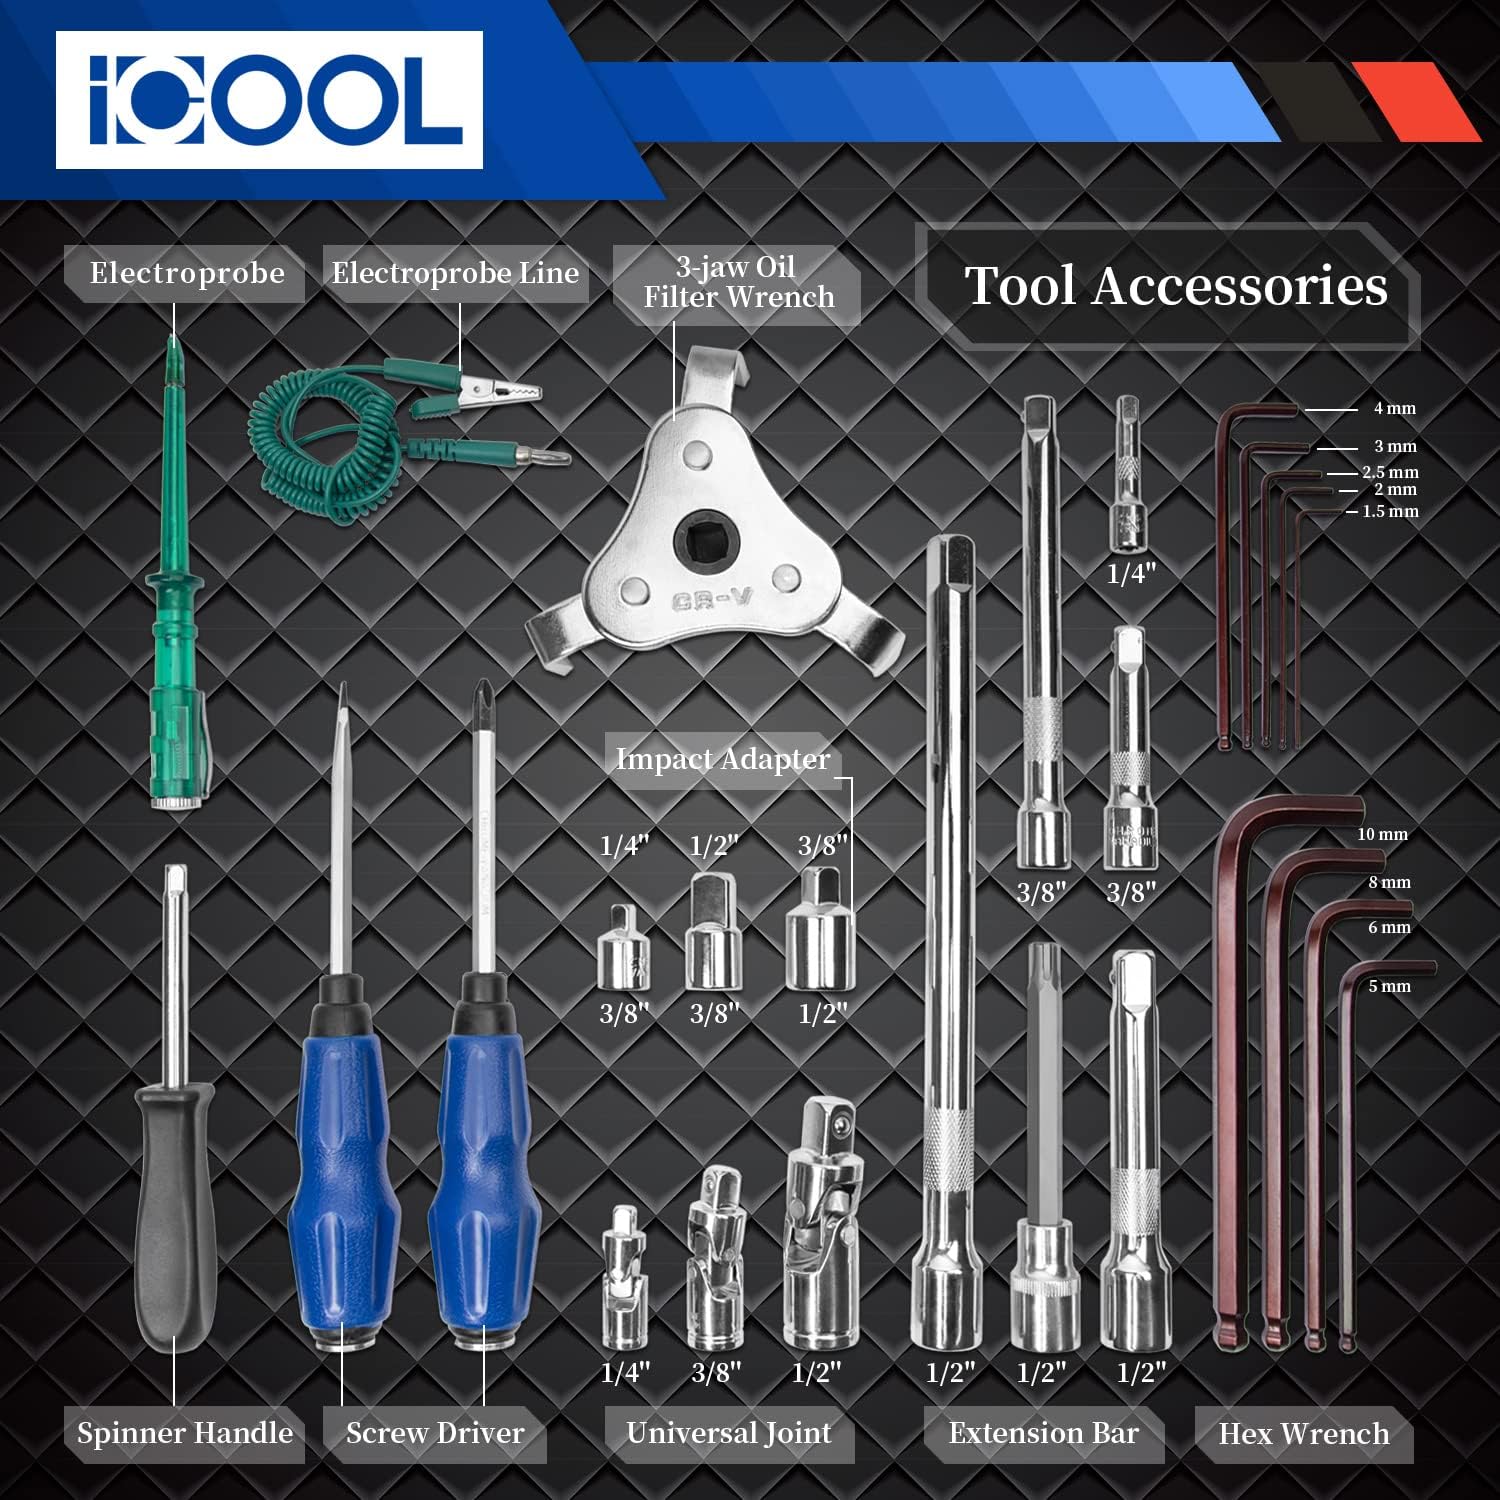 iCOOL
Electroprobe
Electroprobe Line
3-jaw Oil
Filter Wrench
Tool Accessories
4 mm
3 mm
2.5 mm
2 mm
1.5 mm
1/4"
CR-V
Impact Adapter
1/4"
1/2"
3/8"
3/8"
3/8"
10 mm
8 mm
6 mm
5 mm
3/8"
3/8"
1/2"
1/4"
3/8"
1/2"
1/2"
1/2"
1/2"
Spinner Handle
Screw Driver
Universal Joint
Extension Bar
Hex Wrench